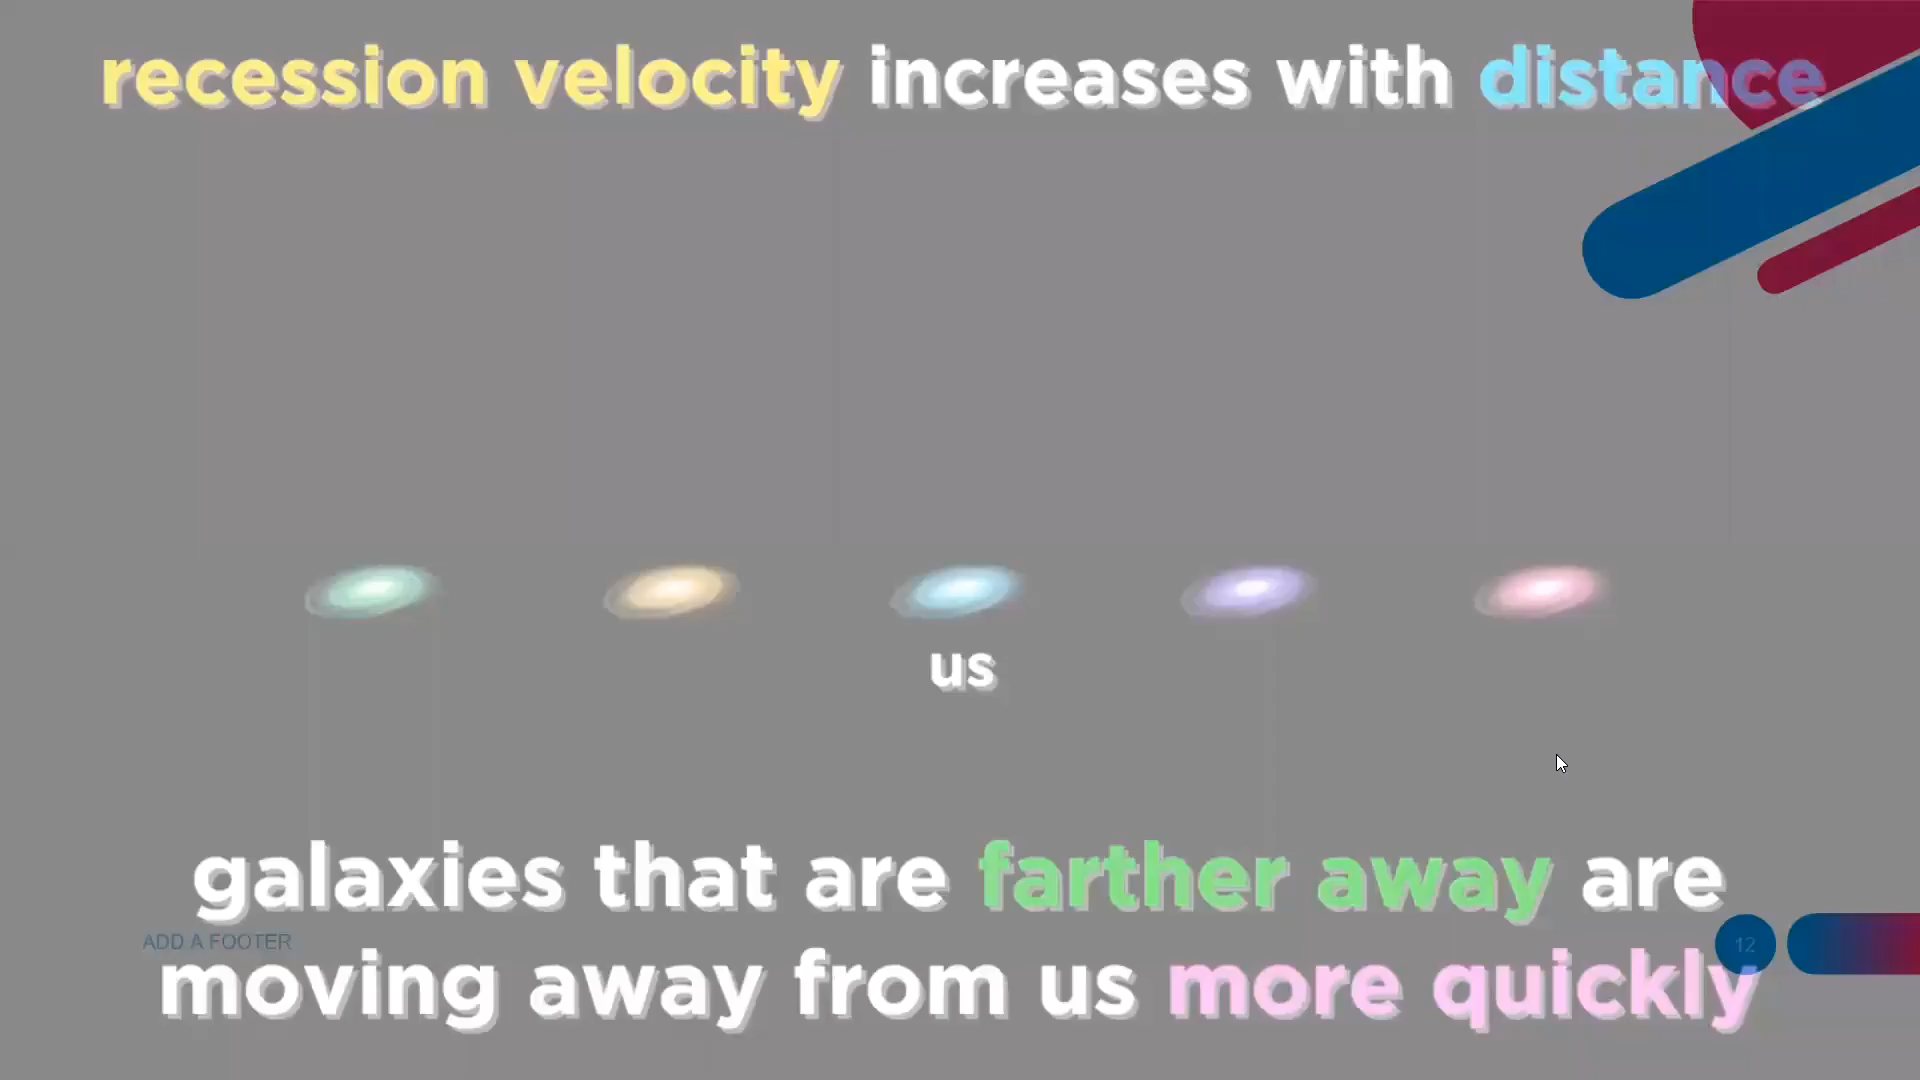 recession velocity increases with distance
us
galaxies that are farther away are
ADD A FOOTER
12
moving away from us more quickly